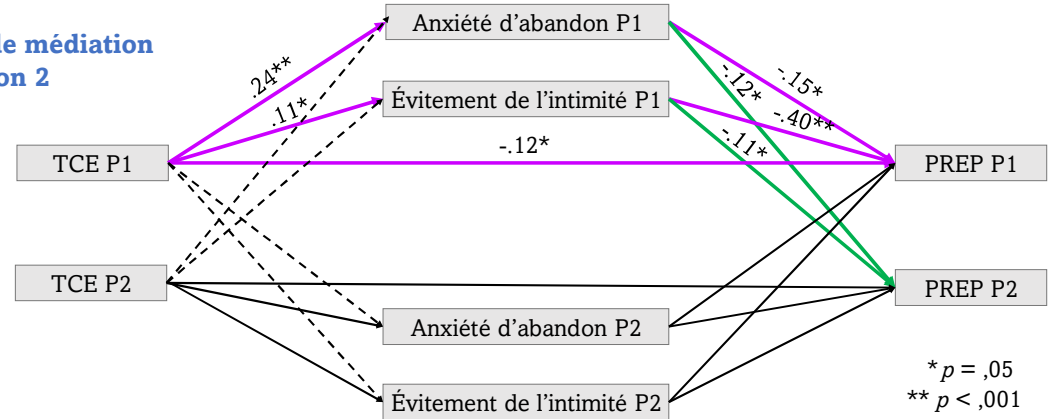 Anxiété d'abandon P1
de médiation
on 2
.24**
-.15*
-.12*
Évitement de l'intimité P1
.11*
-.40**
-.11*
-.12*
TCE P1
PREP P1
TCE P2
PREP P2
Anxiété d'abandon P2
Évitement de l'intimité P2
* p = ,05
** p < ,001